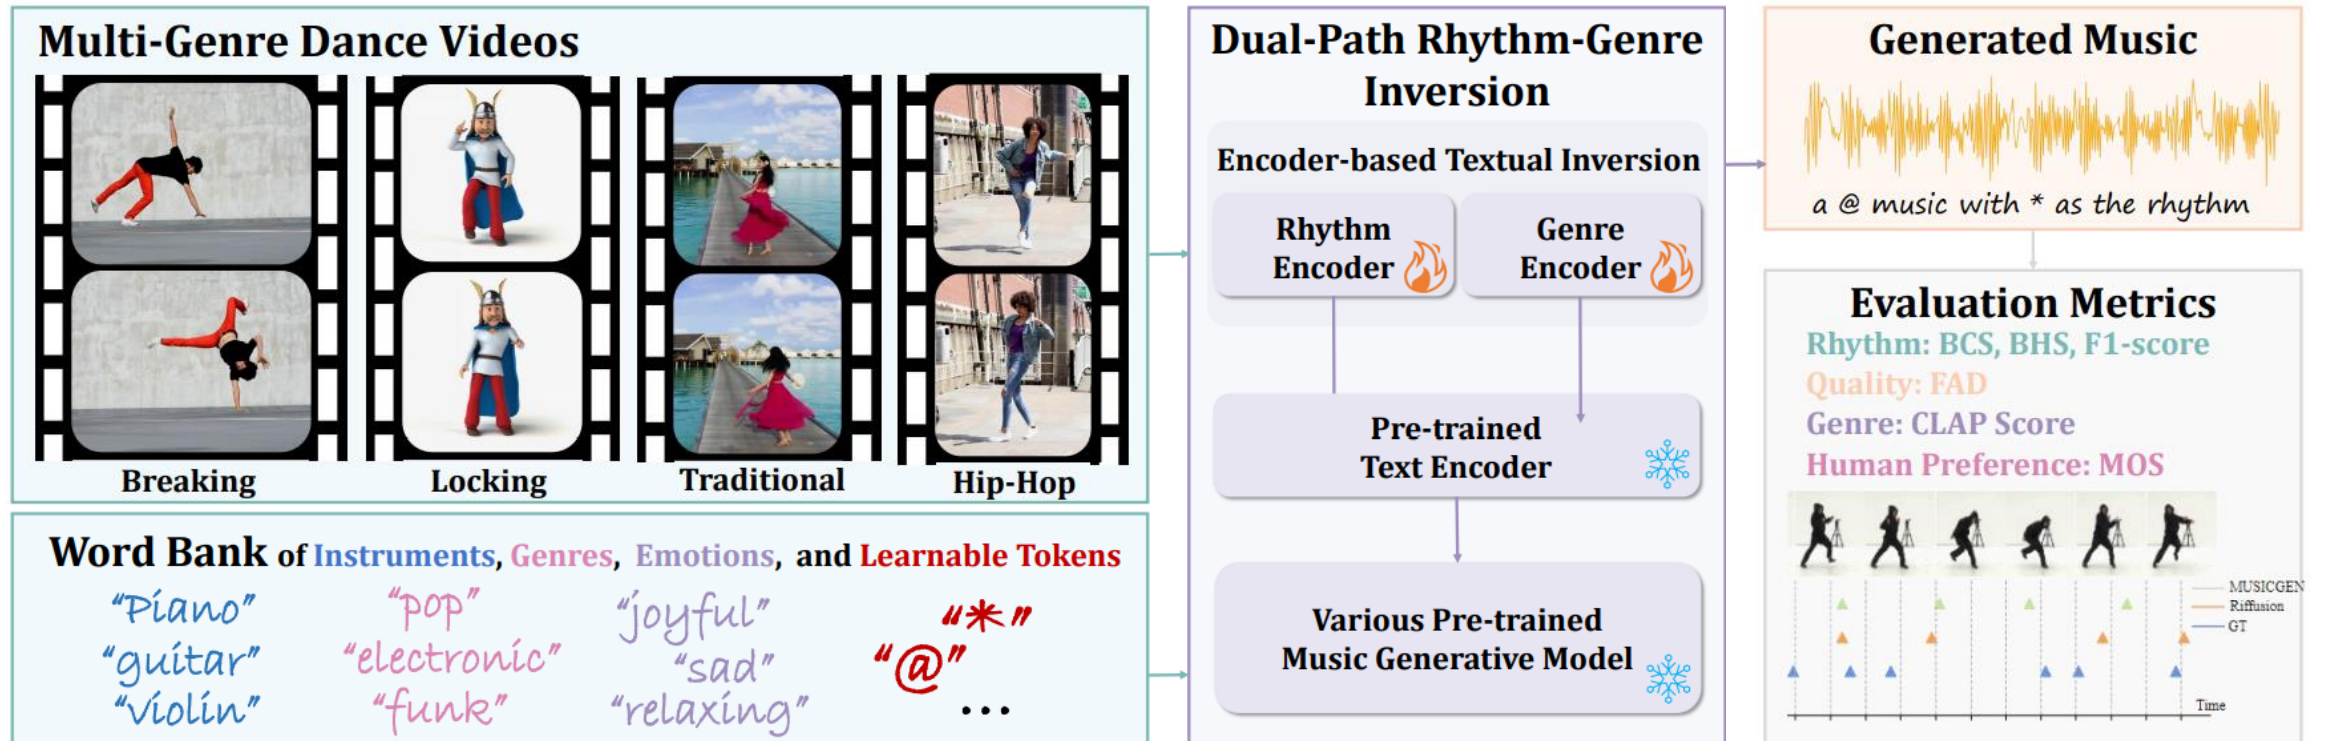 Multi-Genre Dance Videos
Breaking
Locking
Traditional
Hip-Hop
Word Bank of Instruments, Genres, Emotions, and Learnable Tokens
“Piano”
“guitar”
“violin”
“pop”
“electronic”
“funk”
“joyful”
“sad”
“relaxing”
“*”
“@”
...
Dual-Path Rhythm-Genre
Inversion
Encoder-based Textual Inversion
Rhythm
Encoder
Genre
Encoder
Pre-trained
Text Encoder
Various Pre-trained
Music Generative Model
Generated Music
a @ music with * as the rhythm
Evaluation Metrics
Rhythm: BCS, BHS, F1-score
Quality: FAD
Genre: CLAP Score
Human Preference: MOS
MUSICGEN
Riffusion
GT
Time